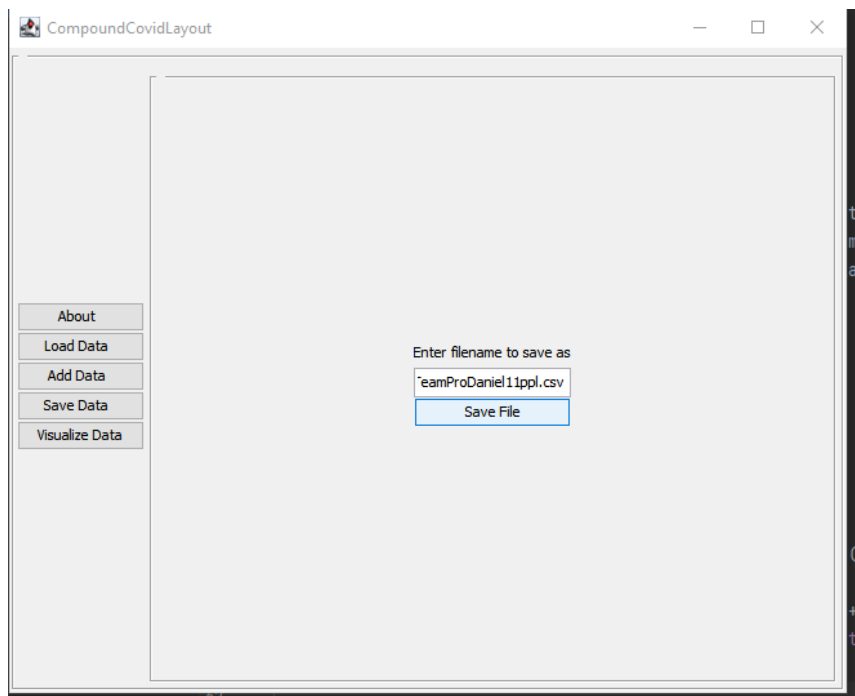 CompoundCovidLayout
About
Load Data
Add Data
Save Data
Visualize Data
Enter filename to save as
eamProDaniel11ppl.csv
Save File